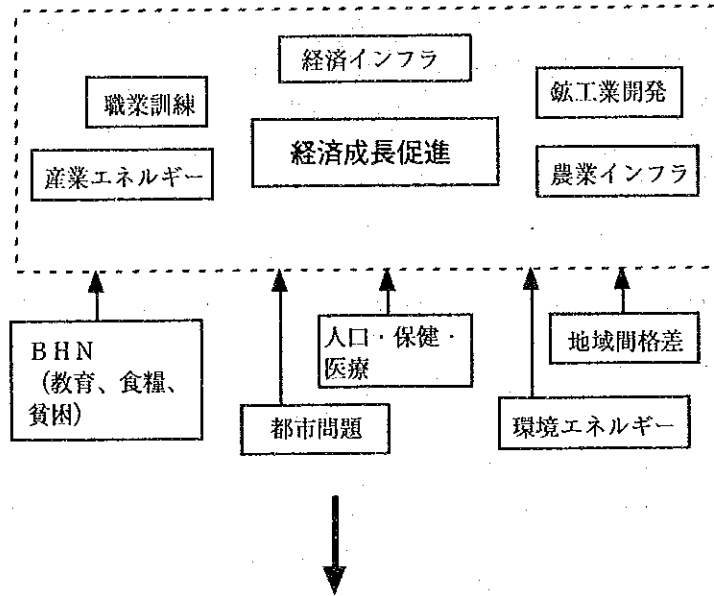 経済インフラ
職業訓練
鉱工業開発
経済成長促進
産業エネルギー
農業インフラ
BHN
(教育、食糧、
貧困)
人口・保健・
医療
地域間格差
都市問題
環境エネルギー